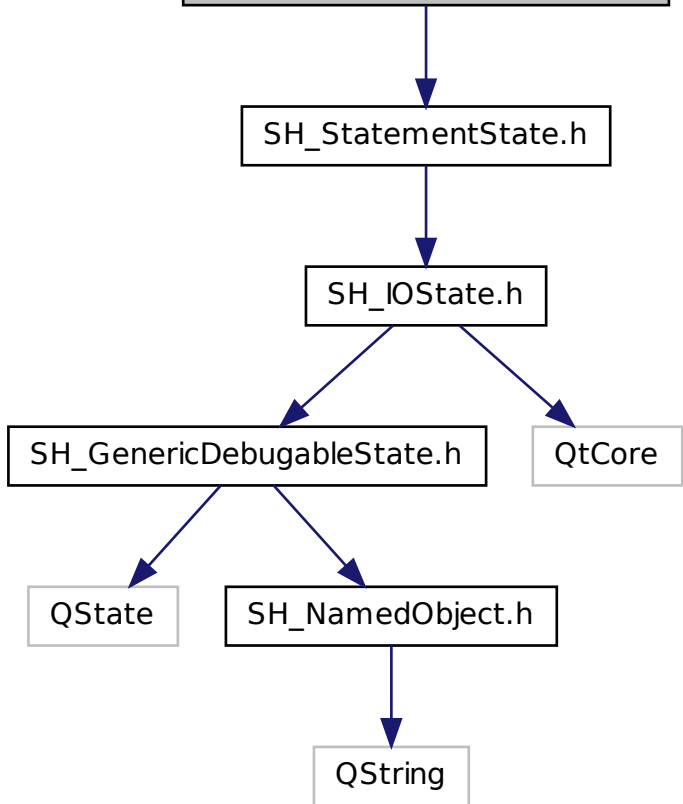 SH_StatementState.h
SH_IOState.h
SH_GenericDebugableState.h
QtCore
QState
SH_NamedObject.h
QString